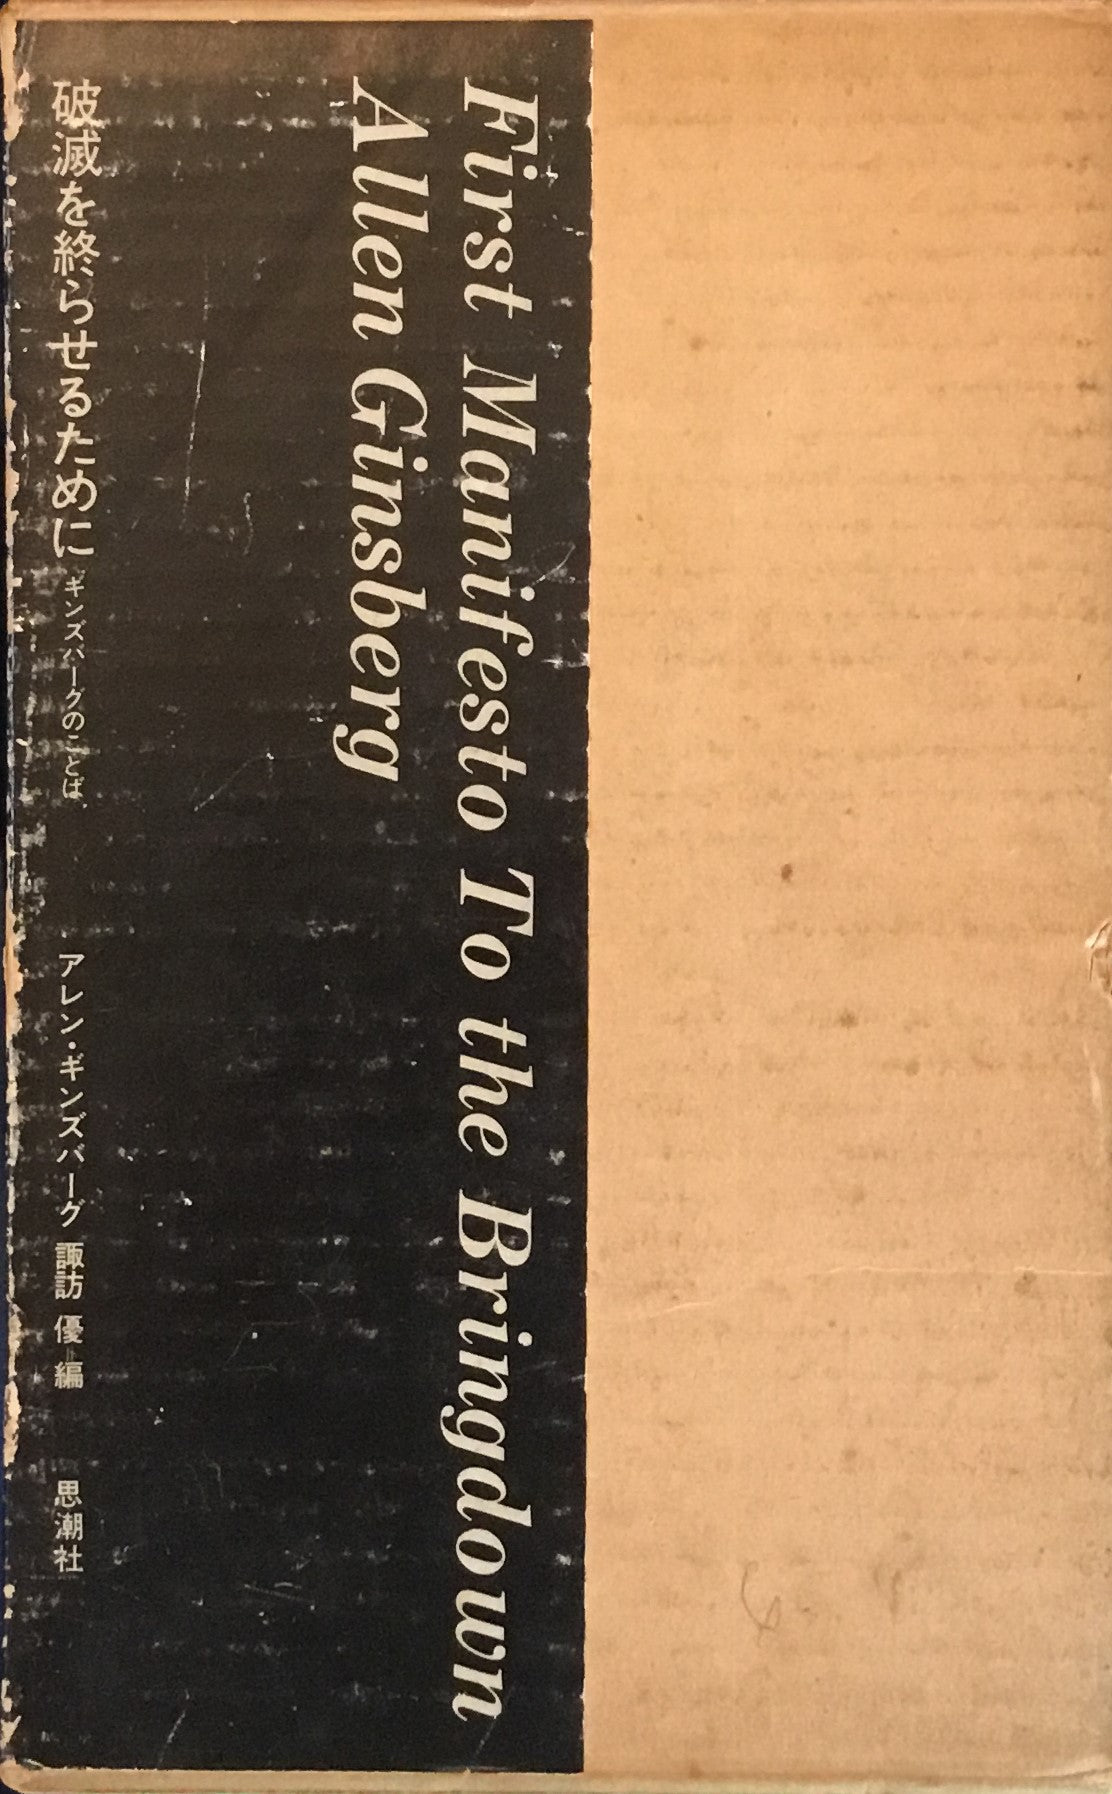 First Manifesto To the Bringdown
Allen Ginsberg
破滅を終らせるために ギンズバーグのことば アレン・ギンズバーグ 諏訪 優 編 思潮社